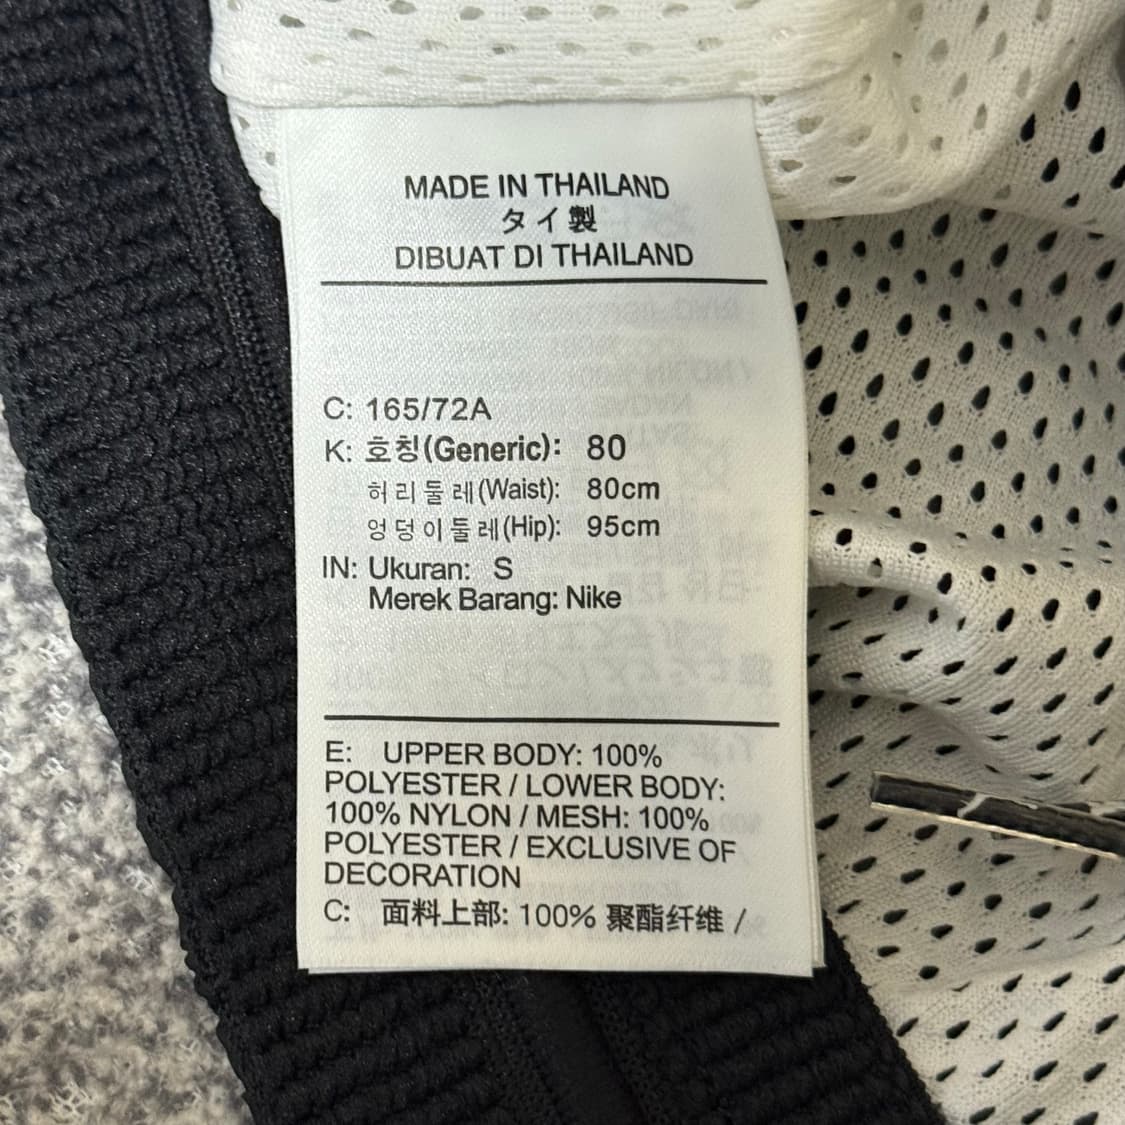 MADE IN THAILAND
タイ製
DIBUAT DI THAILAND
C: 165/72A
K: 호칭(Generic): 80
허리둘레(Waist): 80cm
엉덩이둘레(Hip): 95cm
IN: Ukuran: S
Merek Barang: Nike
E: UPPER BODY: 100%
POLYESTER / LOWER BODY:
100% NYLON / MESH: 100%
POLYESTER / EXCLUSIVE OF
DECORATION
C: 面料上部: 100% 聚酯纤维 /